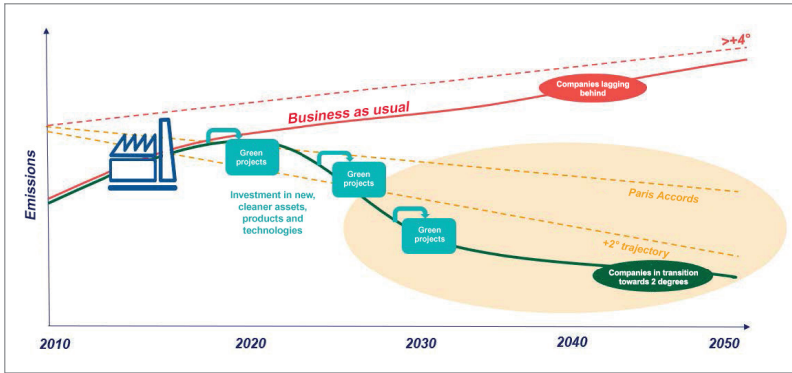 >+4°
Companies lagging
behind
Business as usual
Green
projects
Green
projects
Investment in new,
cleaner assets,
products and
technologies
Paris Accords
Green
projects
+2° trajectory
Companies in transition
towards 2 degrees
Emissions
2010
2020
2030
2040
2050